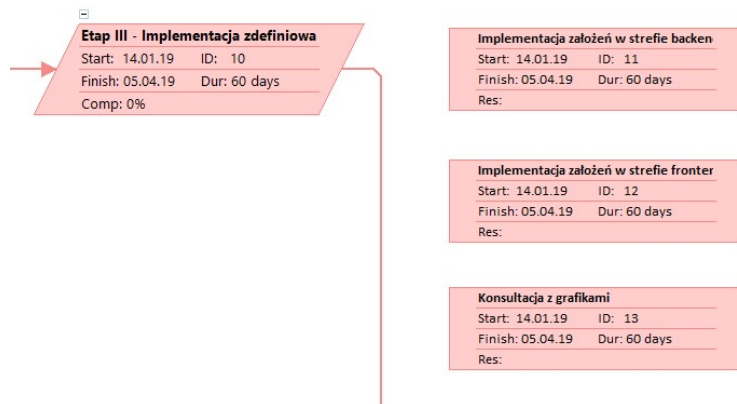 Etap III - Implementacja zdefiniowa
Start: 14.01.19 ID: 10
Finish: 05.04.19 Dur: 60 days
Comp: 0%
Implementacja założeń w strefie backen
Start: 14.01.19 ID: 11
Finish: 05.04.19 Dur: 60 days
Res:
Implementacja założeń w strefie fronter
Start: 14.01.19 ID: 12
Finish: 05.04.19 Dur: 60 days
Res:
Konsultacja z grafikami
Start: 14.01.19 ID: 13
Finish: 05.04.19 Dur: 60 days
Res: